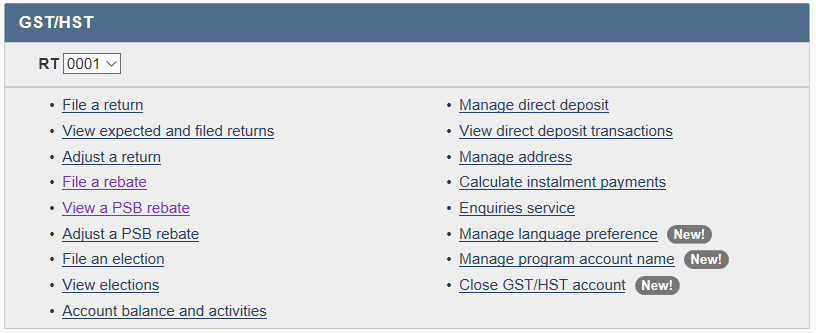 GST/HST
RT 0001
• File a return
• View expected and filed returns
• Adjust a return
• File a rebate
• View a PSB rebate
• Adjust a PSB rebate
• File an election
• View elections
• Account balance and activities
• Manage direct deposit
• View direct deposit transactions
• Manage address
• Calculate instalment payments
• Enquiries service
• Manage language preference New!
• Manage program account name New!
• Close GST/HST account New!